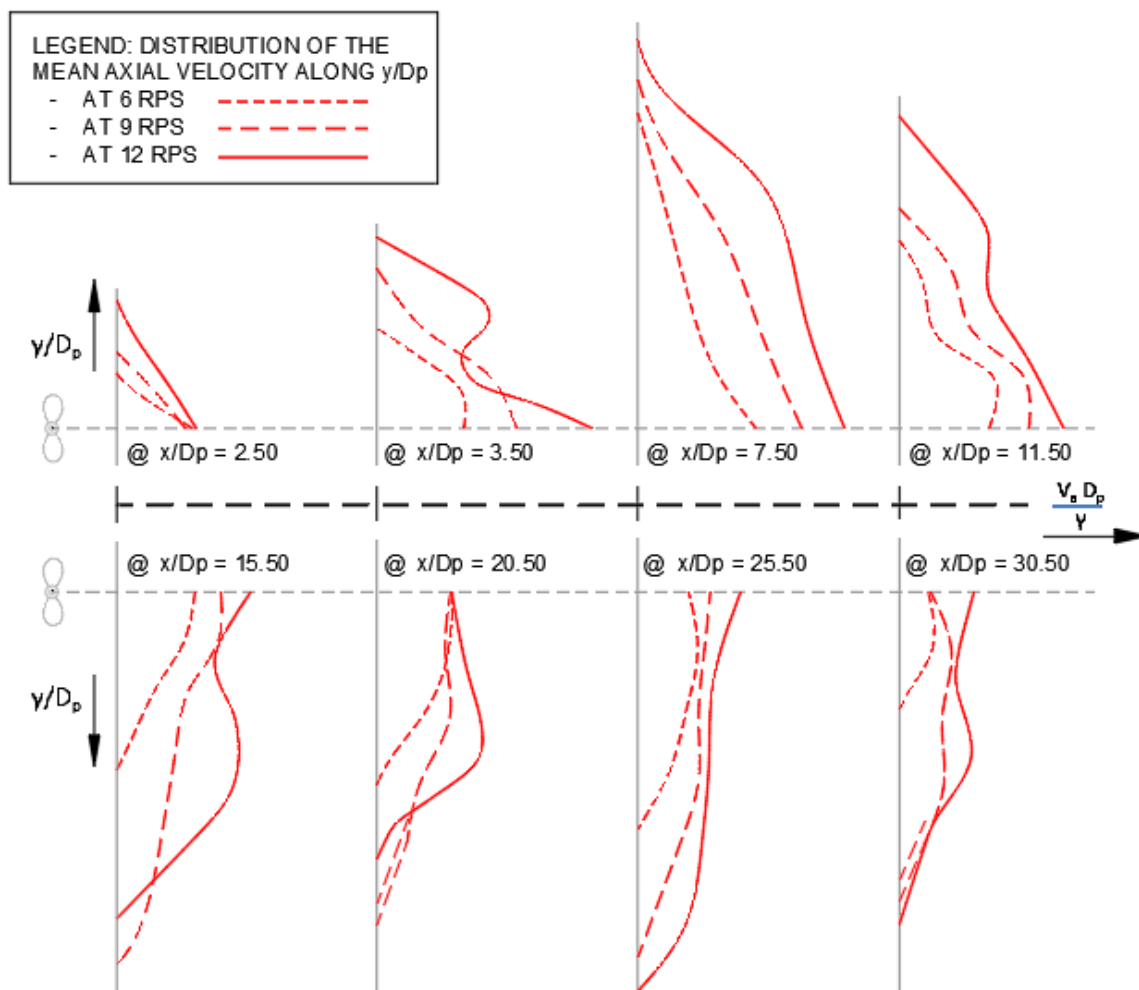 LEGEND: DISTRIBUTION OF THE
MEAN AXIAL VELOCITY ALONG y/Dp
- AT 6 RPS
- AT 9 RPS
- AT 12 RPS
y/Dp
@ x/Dp = 2.50
@ x/Dp = 3.50
@ x/Dp = 7.50
@ x/Dp = 11.50
Va Dp
γ
@ x/Dp = 15.50
@ x/Dp = 20.50
@ x/Dp = 25.50
@ x/Dp = 30.50
y/Dp